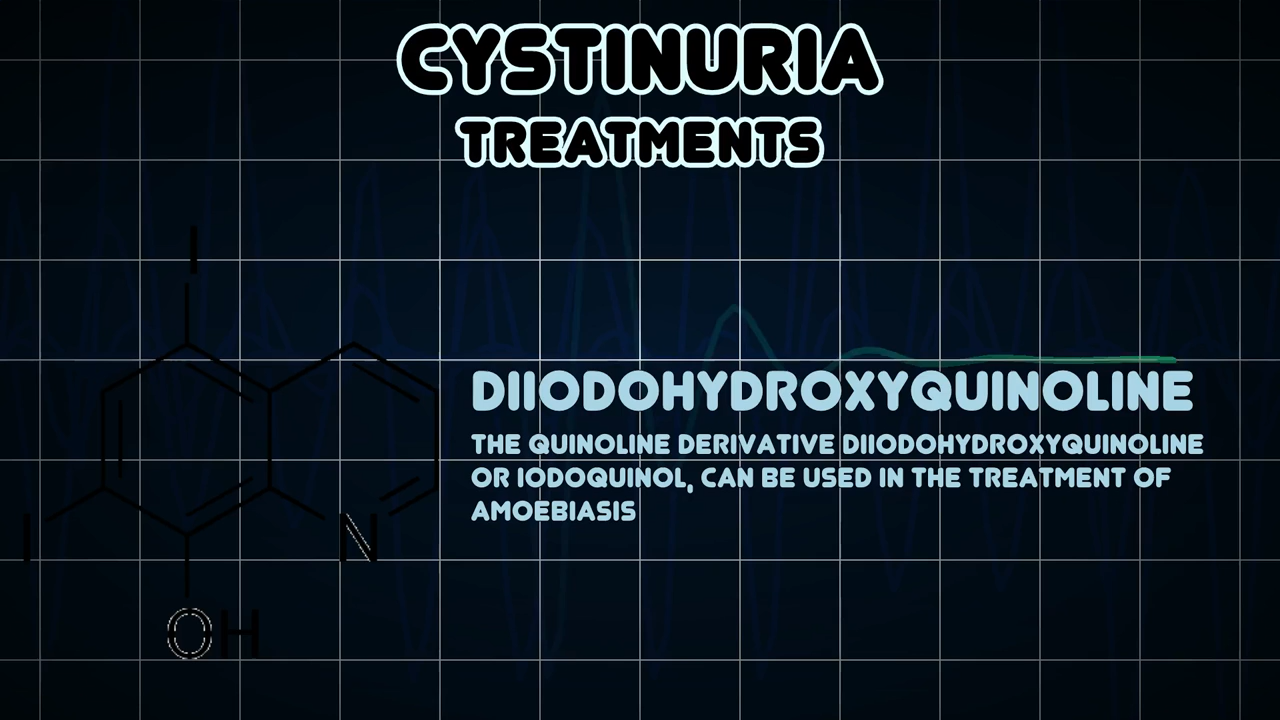 CYSTINURIA
TREATMENTS
I
DIIODOHYDROXYQUINOLINE
THE QUINOLINE DERIVATIVE DIIODOHYDROXYQUINOLINE
OR IODOQUINOL, CAN BE USED IN THE TREATMENT OF
AMOEBIASIS
I
N
OH